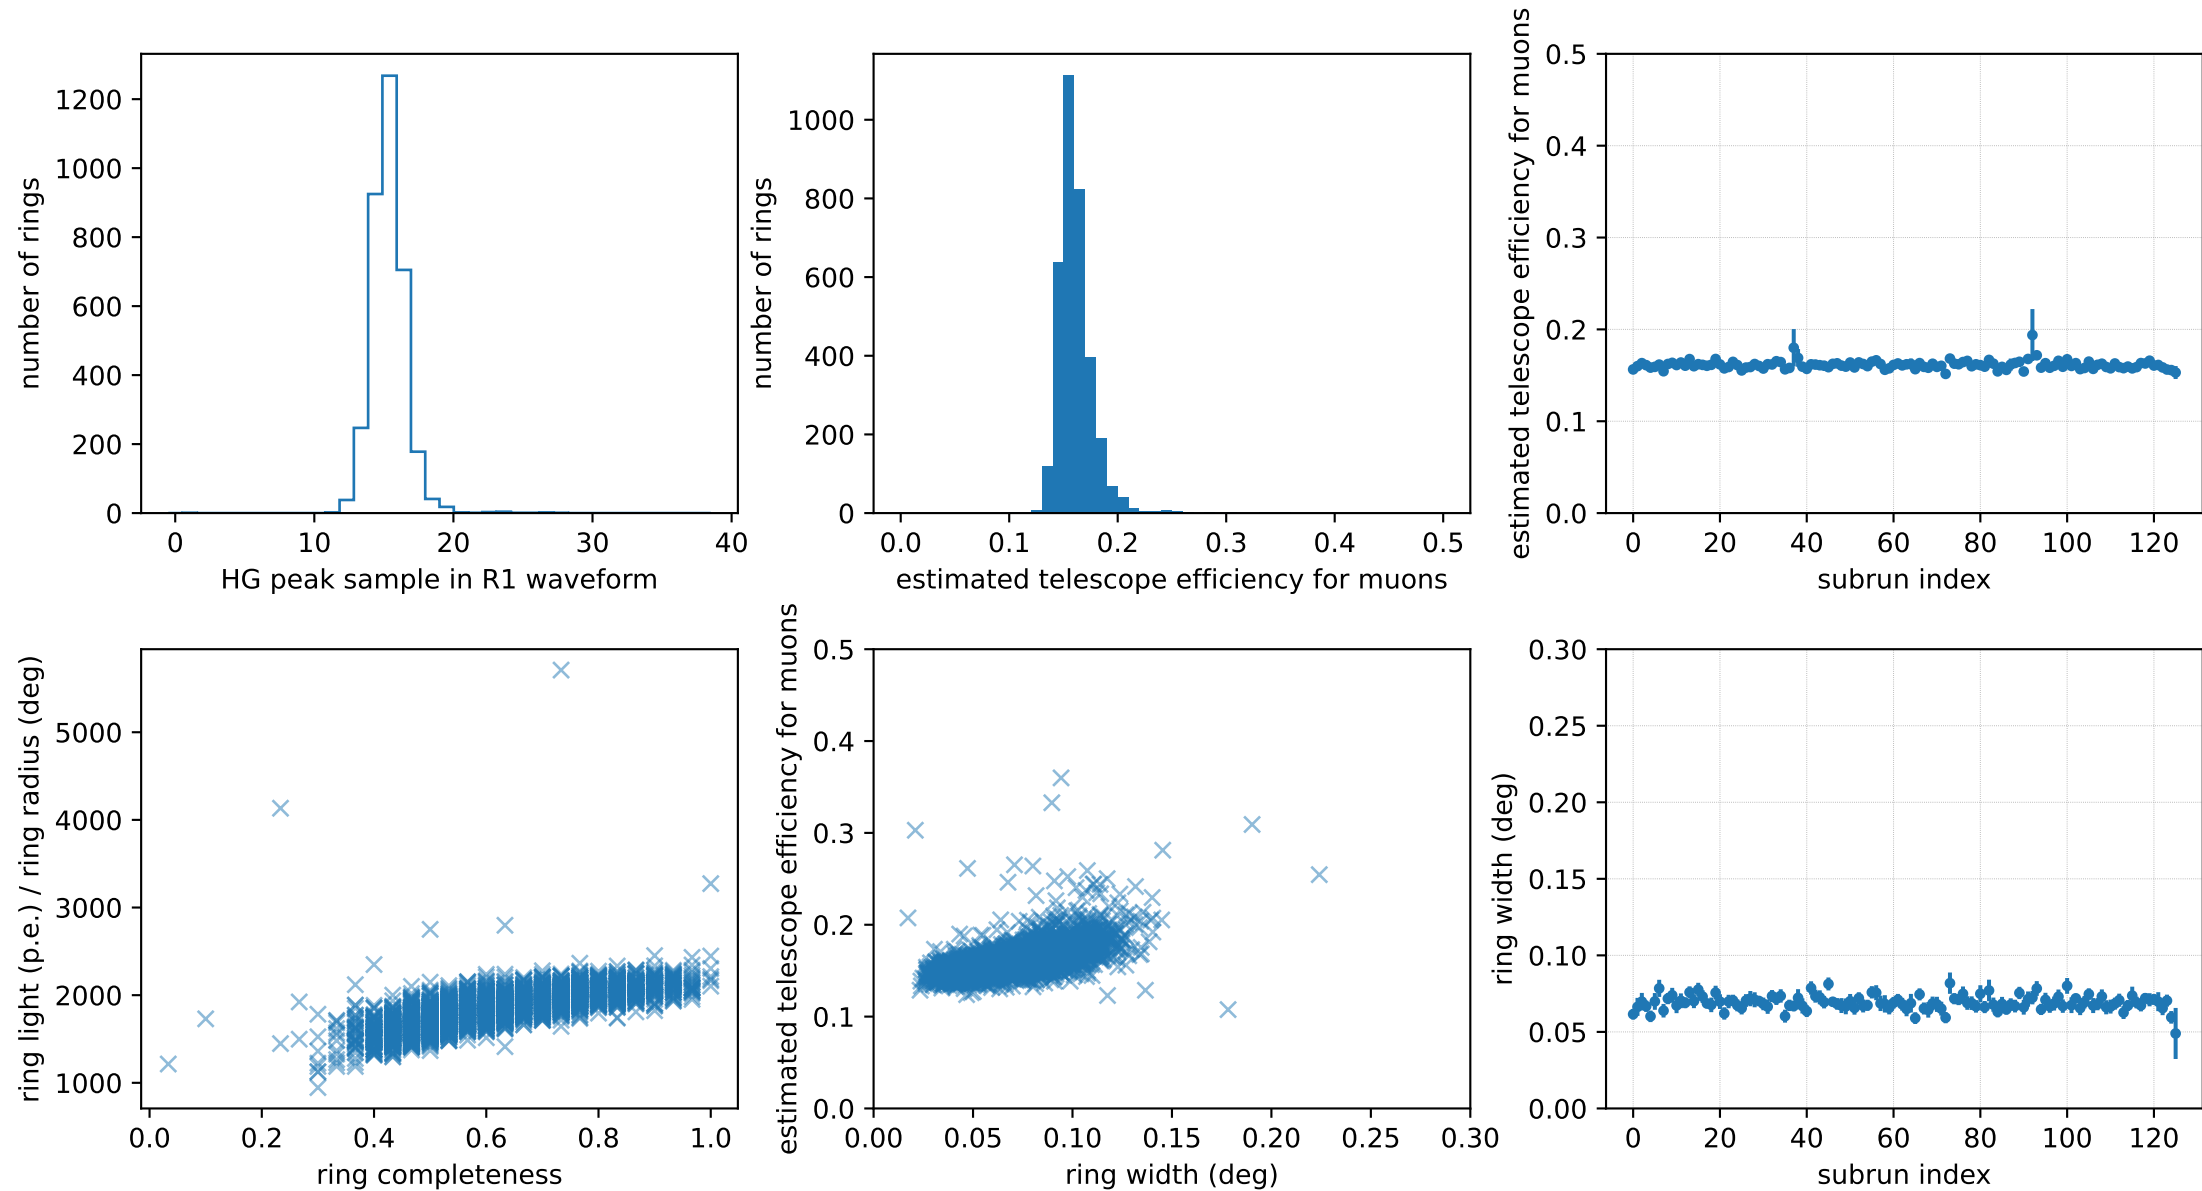 number of rings
1200
1000
800
600
400
200
0
0 10 20 30 40
HG peak sample in R1 waveform
number of rings
1000
800
600
400
200
0
0.0 0.1 0.2 0.3 0.4 0.5
estimated telescope efficiency for muons
estimated telescope efficiency for muons
0.5
0.4
0.3
0.2
0.1
0.0
0 20 40 60 80 100 120
subrun index
ring light (p.e.) / ring radius (deg)
5000
4000
3000
2000
1000
0.0 0.2 0.4 0.6 0.8 1.0
ring completeness
estimated telescope efficiency for muons
0.5
0.4
0.3
0.2
0.1
0.0
0.00 0.05 0.10 0.15 0.20 0.25 0.30
ring width (deg)
ring width (deg)
0.30
0.25
0.20
0.15
0.10
0.05
0.00
0 20 40 60 80 100 120
subrun index